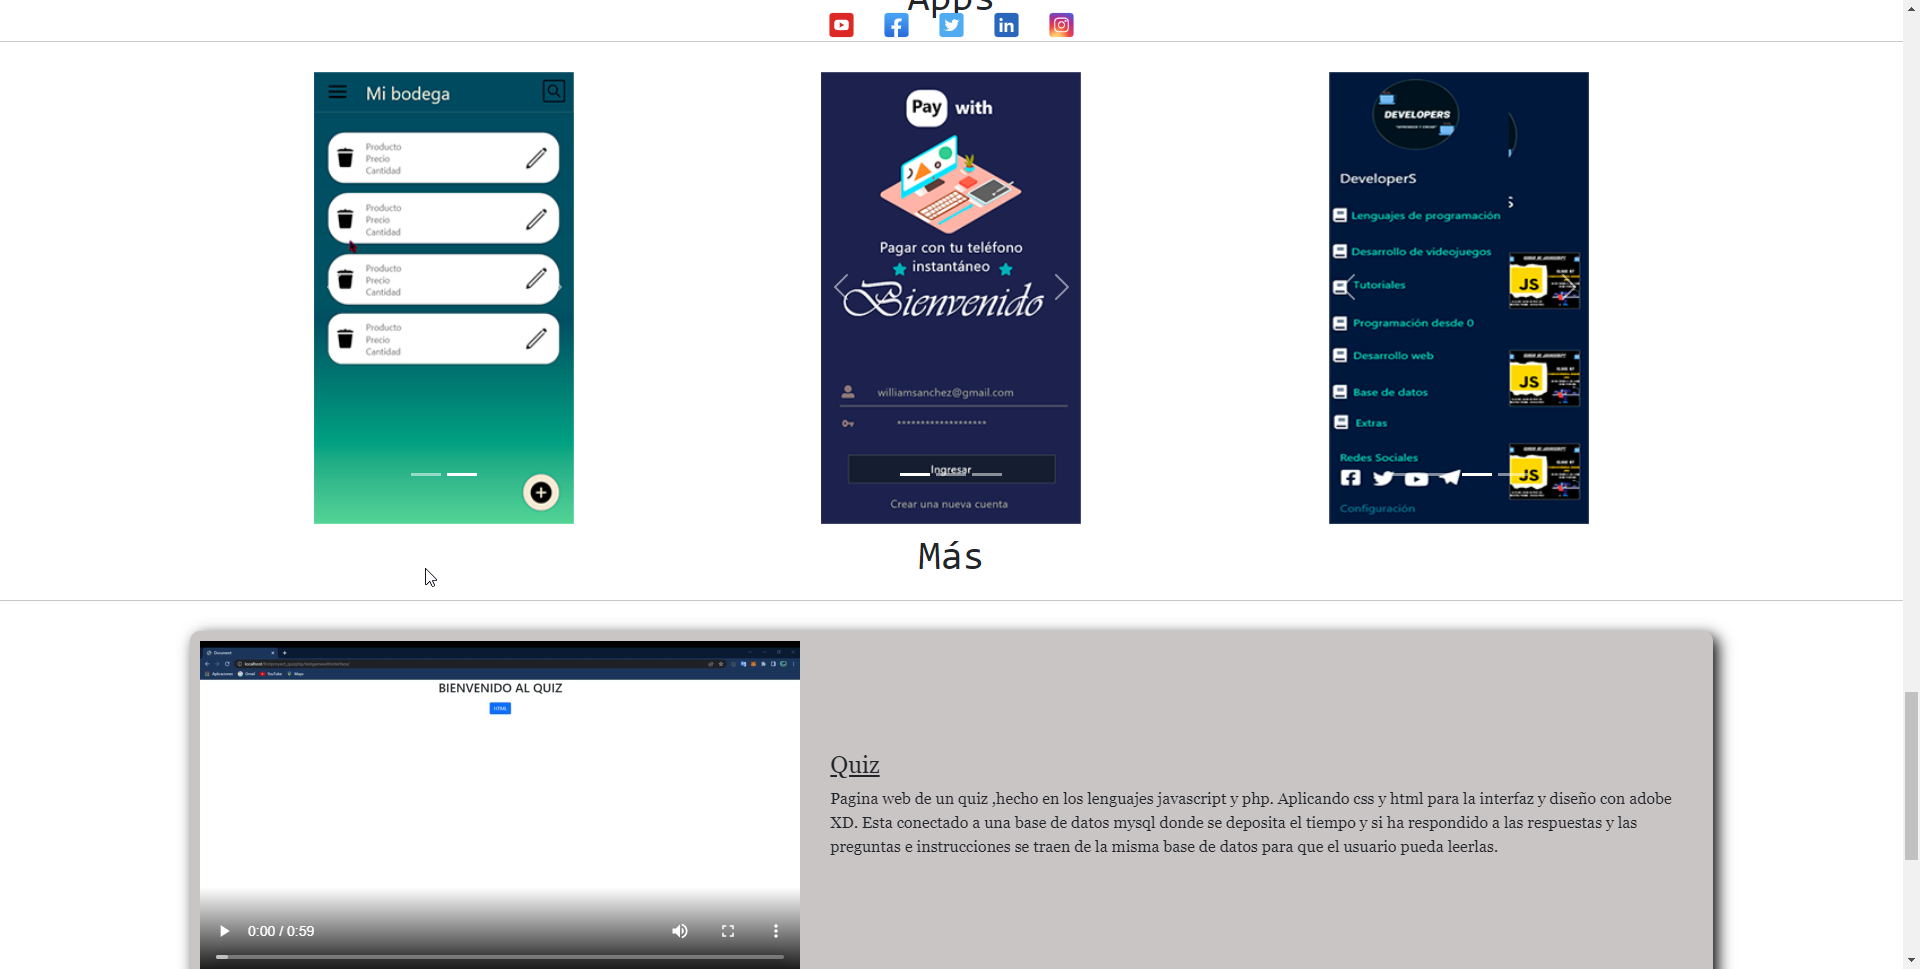 Apps
Mi bodega
Producto
Precio
Cantidad
Producto
Precio
Cantidad
Producto
Precio
Cantidad
Producto
Precio
Cantidad
Pay with
Pagar con tu teléfono
instantáneo
Bienvenido
williamsanchez@gmail.com
*******************
Ingresar
Crear una nueva cuenta
DEVELOPERS
DeveloperS
S
Lenguajes de programación
Desarrollo de videojuegos
Tutoriales
Programación desde 0
Desarrollo web
Base de datos
Extras
Redes Sociales
Configuración
JS
JS
JS
Más
Document
Aplicaciones Gmail YouTube Maps
BIENVENIDO AL QUIZ
HTML
0:00 / 0:59
Quiz
Pagina web de un quiz ,hecho en los lenguajes javascript y php. Aplicando css y html para la interfaz y diseño con adobe
XD. Esta conectado a una base de datos mysql donde se deposita el tiempo y si ha respondido a las respuestas y las
preguntas e instrucciones se traen de la misma base de datos para que el usuario pueda leerlas.